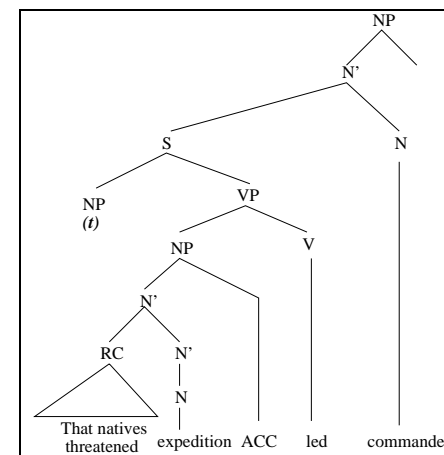 NP
N'
S N
NP
(t)
VP
NP V
N'
RC N'
N
That natives
threatened
expedition ACC led commande